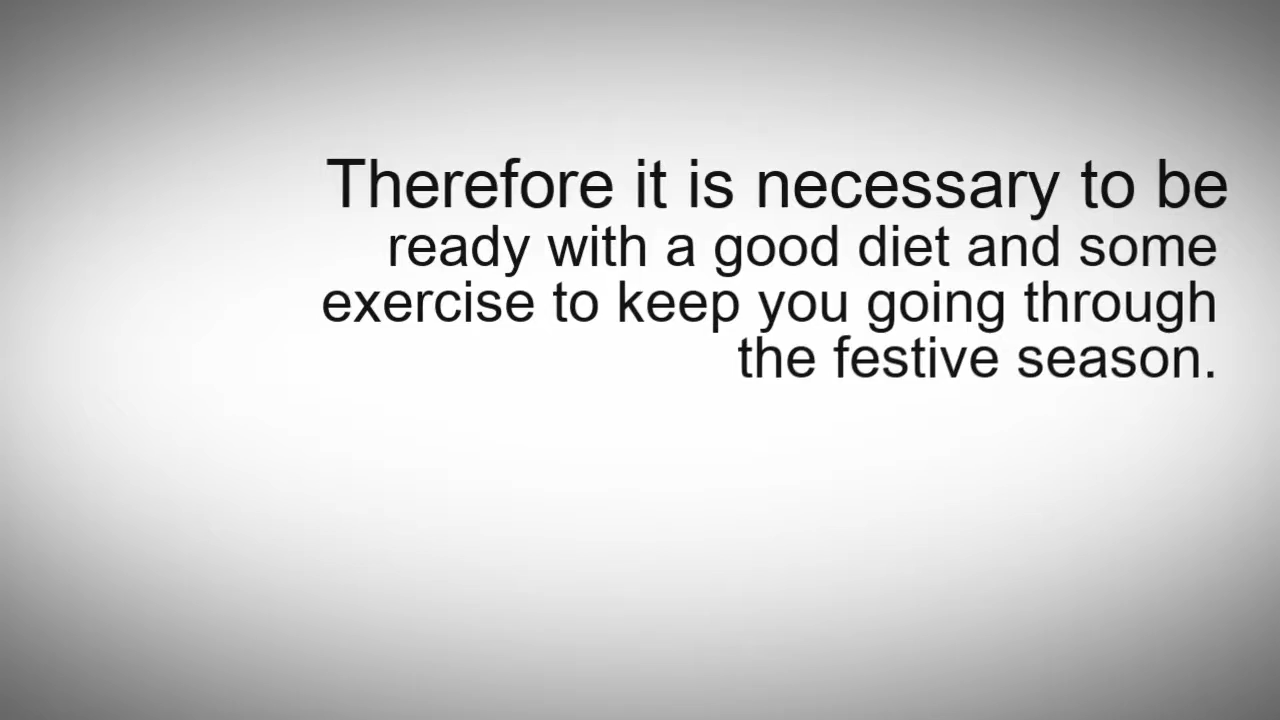 Therefore it is necessary to be
ready with a good diet and some
exercise to keep you going through
the festive season.